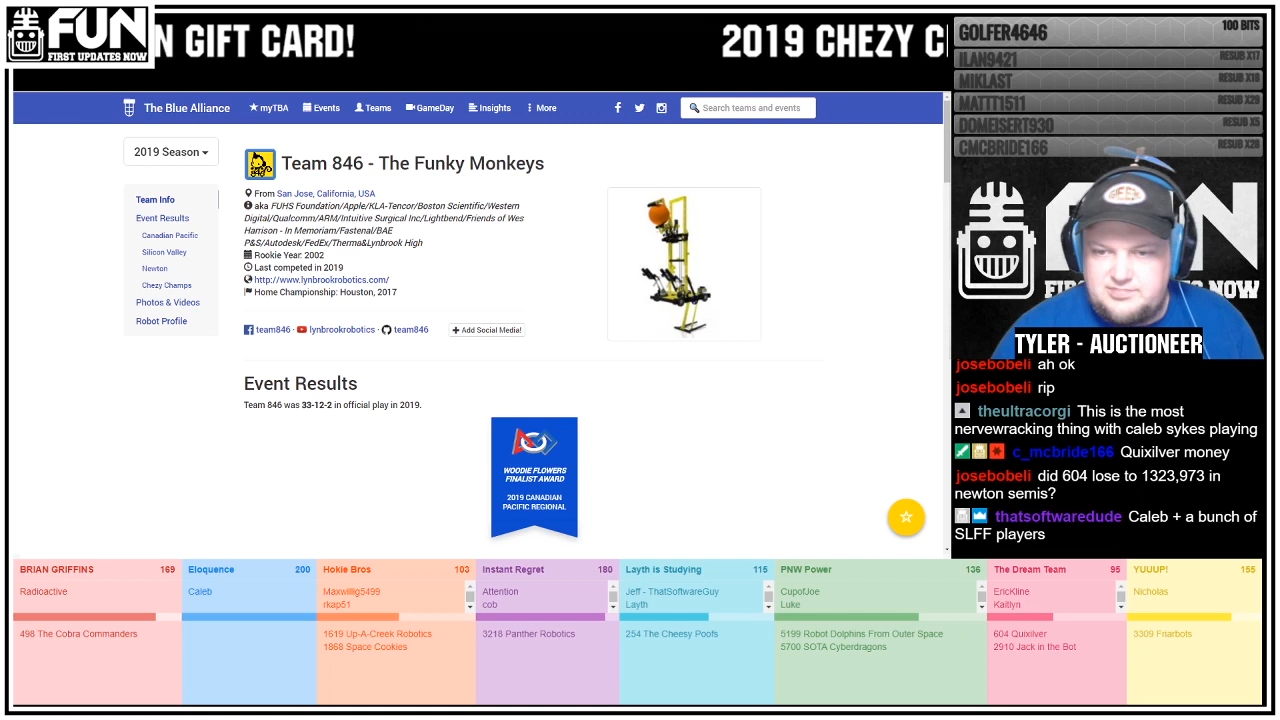 FUN
FIRST UPDATES NOW
N GIFT CARD!
2019 CHEZY C
GOLFER4646 100 BITS
ILAN9421 RESUB X17
MIKLAST RESUB X18
MATTT1511 RESUB X29
DOMEISERT930 RESUB X5
CMCBRIDE166 RESUB X28
The Blue Alliance myTBA Events Teams GameDay Insights More Search teams and events
2019 Season
Team Info
Event Results
Canadian Pacific
Silicon Valley
Newton
Chezy Champs
Photos & Videos
Robot Profile
Team 846 - The Funky Monkeys
From San Jose, California, USA
aka FUHS Foundation/Apple/KLA-Tencor/Boston Scientific/Western
Digital/Qualcomm/ARM/Intuitive Surgical Inc/Lightbend/Friends of Wes
Harrison - In Memoriam/Fastenal/BAE
P&S/Autodesk/FedEx/Therma&Lynbrook High
Rookie Year: 2002
Last competed in 2019
http://www.lynbrookrobotics.com/
Home Championship: Houston, 2017
team846 · lynbrookrobotics · team846 Add Social Media!
Event Results
Team 846 was 33-12-2 in official play in 2019.
WOODIE FLOWERS
FINALIST AWARD
2019 CANADIAN
PACIFIC REGIONAL
TYLER - AUCTIONEER
josebobeli ah ok
josebobeli rip
theultracorgi This is the most
nervewracking thing with caleb sykes playing
c_mcbride166 Quixilver money
josebobeli did 604 lose to 1323,973 in
newton semis?
thatsoftwaredude Caleb + a bunch of
SLFF players
BRIAN GRIFFINS 169
Radioactive
498 The Cobra Commanders
Eloquence 200
Caleb
Hokie Bros 103
Maxwillig5499
rkap51
1619 Up-A-Creek Robotics
1868 Space Cookies
Instant Regret 180
Attention
cob
3218 Panther Robotics
Layth is Studying 115
Jeff - ThatSoftwareGuy
Layth
254 The Cheesy Poofs
PNW Power 136
CupofJoe
Luke
5199 Robot Dolphins From Outer Space
5700 SOTA Cyberdragons
The Dream Team 95
EricKline
Kaitlyn
604 Quixilver
2910 Jack in the Bot
YUUUP! 155
Nicholas
3309 Friarbots